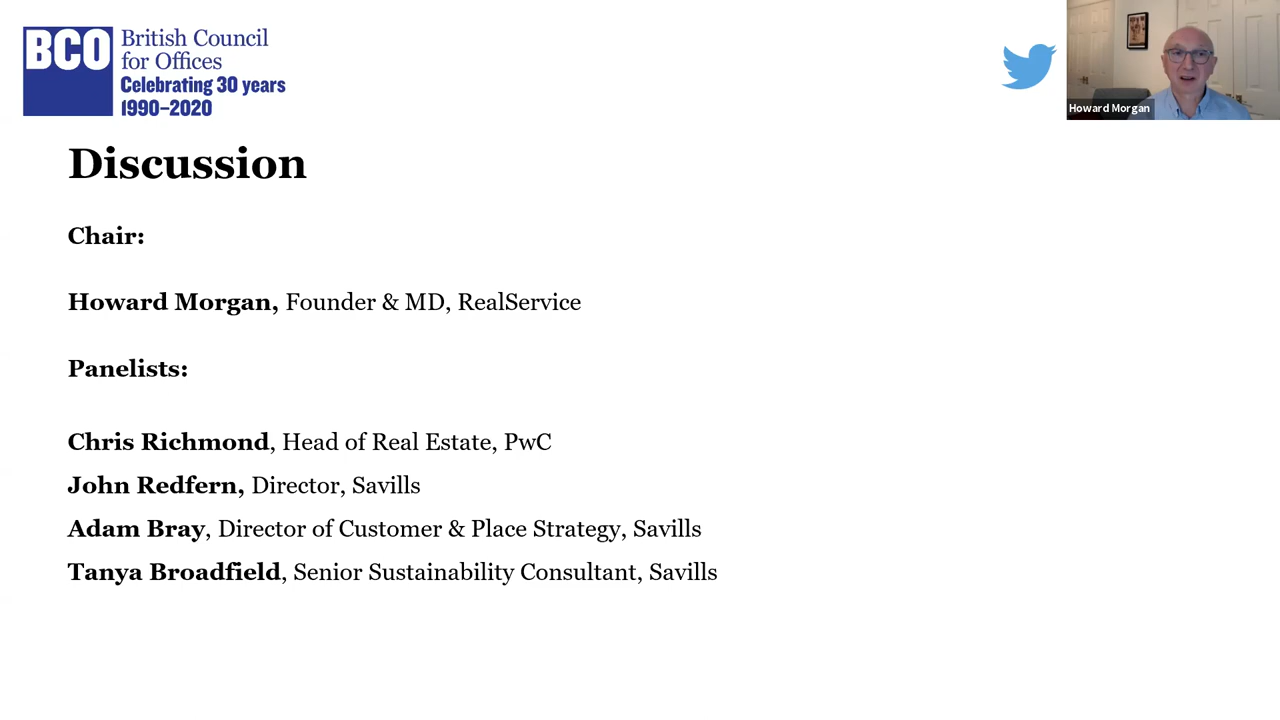 BCO
British Council
for Offices
Celebrating 30 years
1990–2020
Howard Morgan
Discussion
Chair:
Howard Morgan, Founder & MD, RealService
Panelists:
Chris Richmond, Head of Real Estate, PwC
John Redfern, Director, Savills
Adam Bray, Director of Customer & Place Strategy, Savills
Tanya Broadfield, Senior Sustainability Consultant, Savills